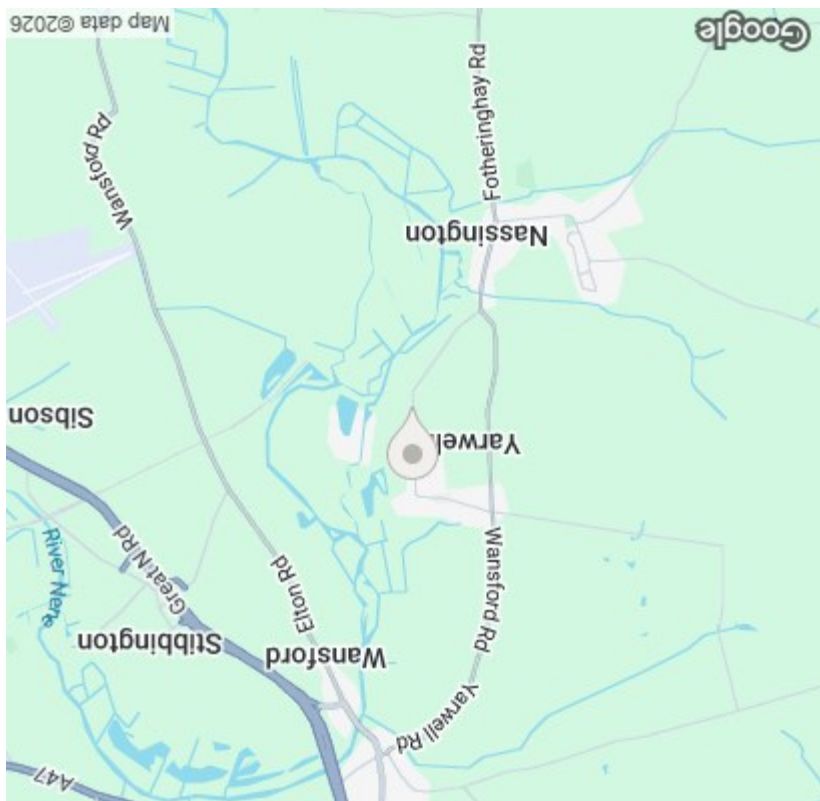 A47
Yarwell Rd
Wansford
Stibbington
Elton Rd
Great N Rd
River Nene
Wansford Rd
Yarwell
Sibson
Nassington
Wansford Rd
Fotheringhay Rd
Google
Map data ©2026